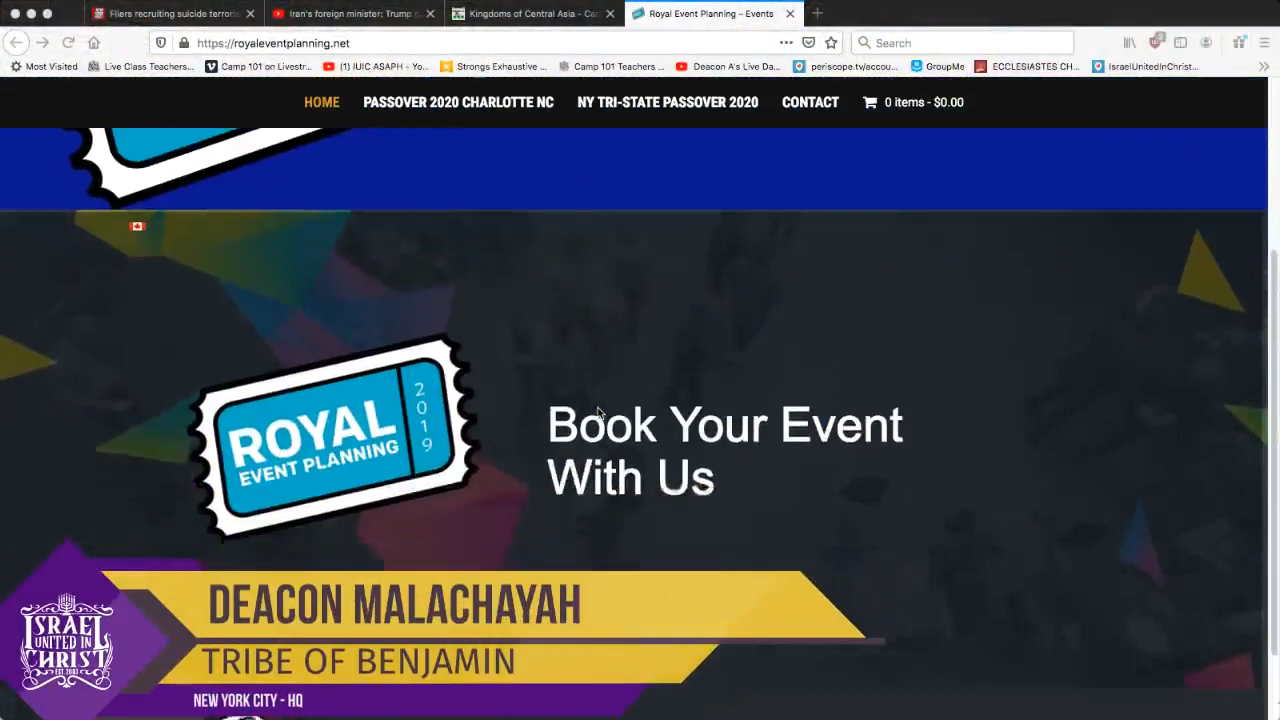 Fliers recruiting suicide terroris
Iran's foreign minister: Trump p
Kingdoms of Central Asia - Ca
Royal Event Planning – Events
https://royaleventplanning.net
Search
Most Visited
Live Class Teachers...
Camp 101 on Livestr...
(1) IUIC ASAPH - Yo...
Strongs Exhaustive ...
Camp 101 Teachers ...
Deacon A's Live Da...
periscope.tv/accou...
GroupMe
ECCLESIASTES CH...
IsraelUnitedInChrist...
HOME
PASSOVER 2020 CHARLOTTE NC
NY TRI-STATE PASSOVER 2020
CONTACT
0 items - $0.00
ROYAL
EVENT PLANNING
2019
Book Your Event
With Us
DEACON MALACHAYAH
TRIBE OF BENJAMIN
NEW YORK CITY - HQ
ISRAEL
UNITED IN
CHRIST
EST. 2003